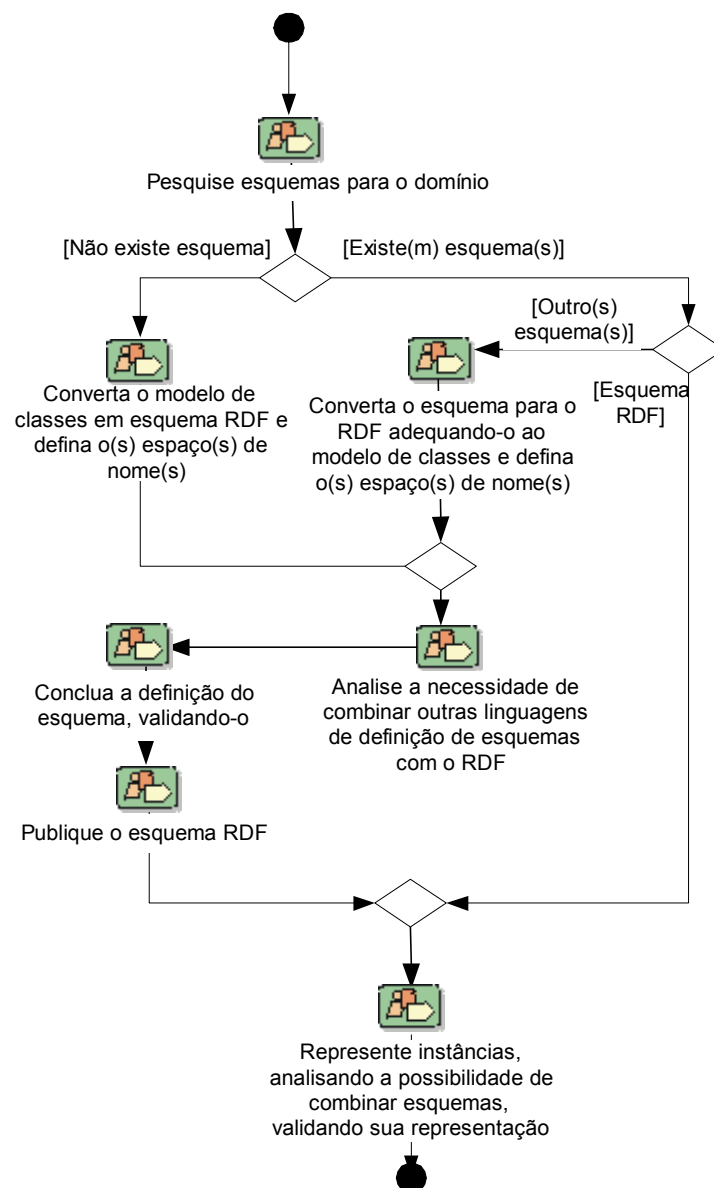 Pesquise esquemas para o domínio
[Não existe esquema]
[Existe(m) esquema(s)]
[Outro(s)
esquema(s)]
[Esquema
RDF]
Converta o modelo de
classes em esquema RDF e
defina o(s) espaço(s) de
nome(s)
Converta o esquema para o
RDF adequando-o ao
modelo de classes e defina
o(s) espaço(s) de nome(s)
Conclua a definição do
esquema, validando-o
Analise a necessidade de
combinar outras linguagens
de definição de esquemas
com o RDF
Publique o esquema RDF
Represente instâncias,
analisando a possibilidade de
combinar esquemas,
validando sua representação